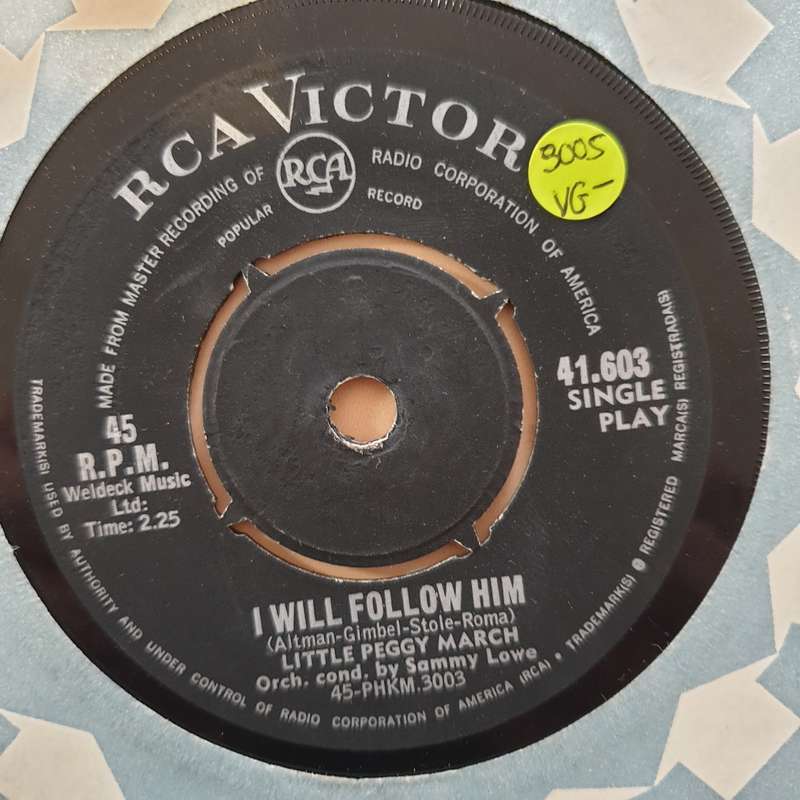 RCA VICTOR
RCA
MADE FROM MASTER RECORDING OF RADIO CORPORATION OF AMERICA
POPULAR RECORD
3005
VG-
41.603
SINGLE
PLAY
45
R.P.M.
Weldeck Music
Ltd:
Time: 2.25
I WILL FOLLOW HIM
(Altman-Gimbel-Stole-Roma)
LITTLE PEGGY MARCH
Orch. cond. by Sammy Lowe
45-PHKM.3003
TRADEMARK(S) USED BY AUTHORITY AND UNDER CONTROL OF RADIO CORPORATION OF AMERICA (RCA) . TRADEMARK(S) ® REGISTERED MARCA(S) REGISTRADA(S)